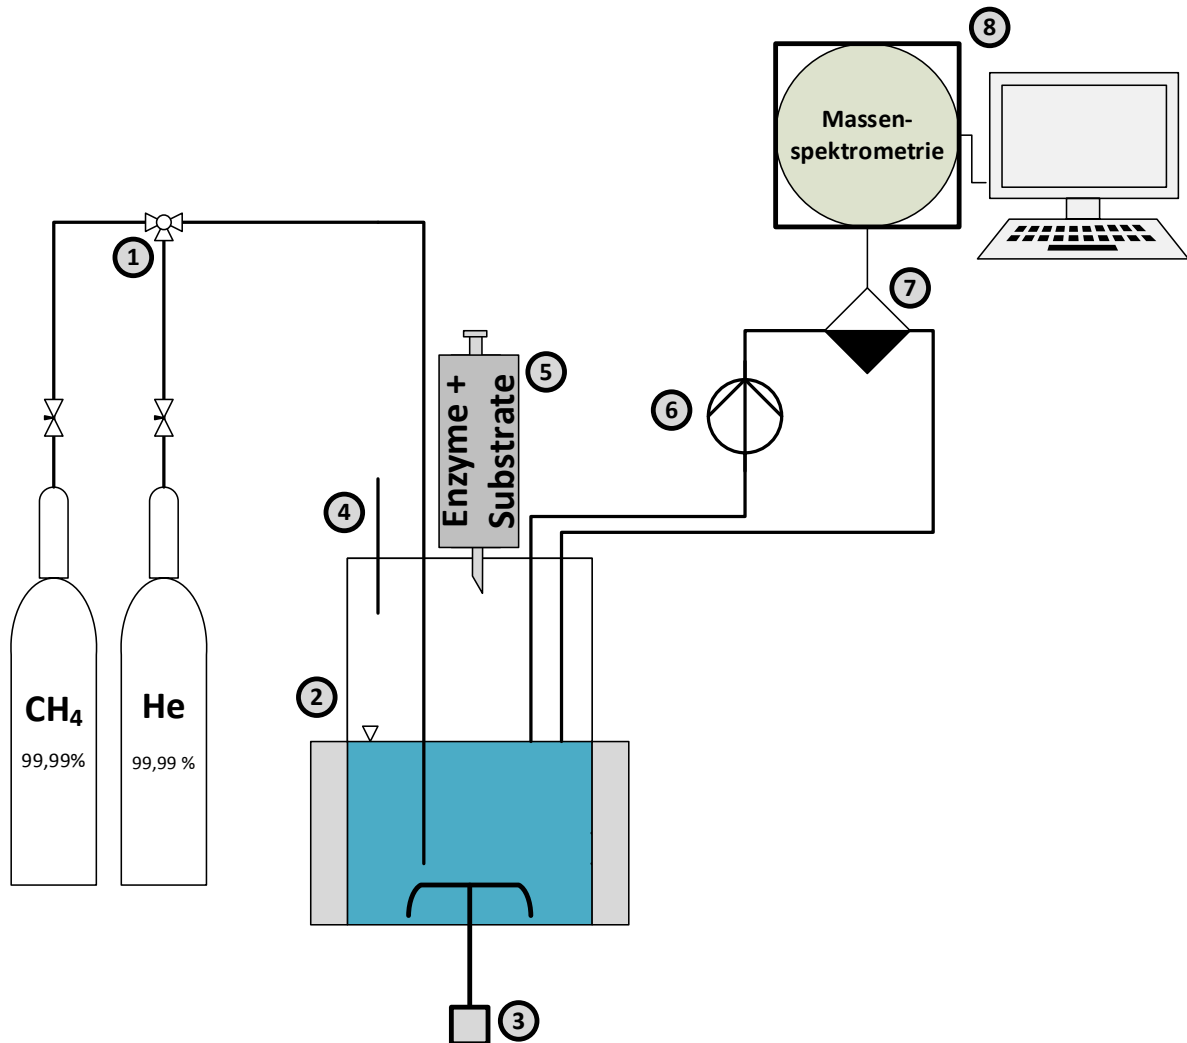 8
Massen-
spektrometrie
1
7
Enzyme +
Substrate
5
6
4
2
CH₄
99,99%
He
99,99 %
3